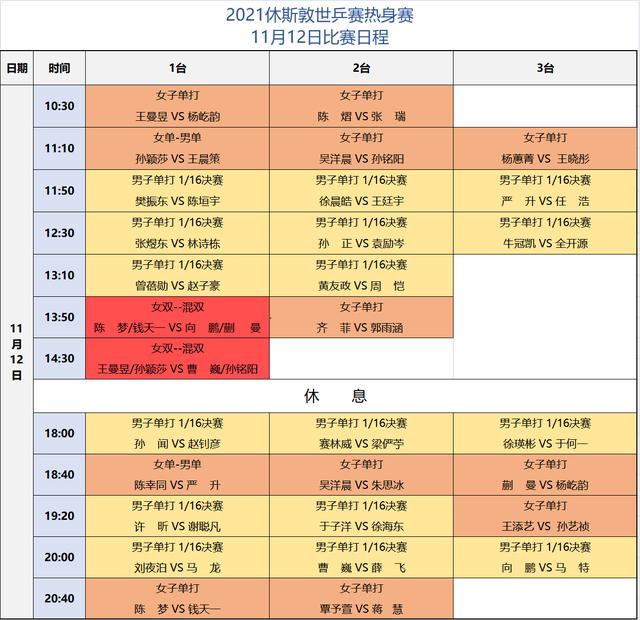 2021休斯敦世乒赛热身赛
11月12日比赛日程
日期 时间 1台 2台 3台
11月12日
10:30
女子单打
王曼昱 VS 杨屹韵
女子单打
陈 熠 VS 张 瑞
11:10
女单-男单
孙颖莎 VS 王晨策
女子单打
吴洋晨 VS 孙铭阳
女子单打
杨蕙菁 VS 王晓彤
11:50
男子单打 1/16决赛
樊振东 VS 陈垣宇
男子单打 1/16决赛
徐晨皓 VS 王廷宇
男子单打 1/16决赛
严 升 VS 任 浩
12:30
男子单打 1/16决赛
张煜东 VS 林诗栋
男子单打 1/16决赛
孙 正 VS 袁励岑
男子单打 1/16决赛
牛冠凯 VS 全开源
13:10
男子单打 1/16决赛
曾蓓勋 VS 赵子豪
男子单打 1/16决赛
黄友政 VS 周 恺
13:50
女双--混双
陈 梦/钱天一 VS 向 鹏/蒯 曼
女子单打
齐 菲 VS 郭雨涵
14:30
女双--混双
王曼昱/孙颖莎 VS 曹 巍/孙铭阳
休 息
18:00
男子单打 1/16决赛
孙 闻 VS 赵钊彦
男子单打 1/16决赛
赛林威 VS 梁俨苧
男子单打 1/16决赛
徐瑛彬 VS 于何一
18:40
女单-男单
陈幸同 VS 严 升
女子单打
吴洋晨 VS 朱思冰
女子单打
蒯 曼 VS 杨屹韵
19:20
男子单打 1/16决赛
许 昕 VS 谢聪凡
男子单打 1/16决赛
于子洋 VS 徐海东
女子单打
王添艺 VS 孙艺祯
20:00
男子单打 1/16决赛
刘夜泊 VS 马 龙
男子单打 1/16决赛
曹 巍 VS 薛 飞
男子单打 1/16决赛
向 鹏 VS 马 特
20:40
女子单打
陈 梦 VS 钱天一
女子单打
覃予萱 VS 蒋 慧